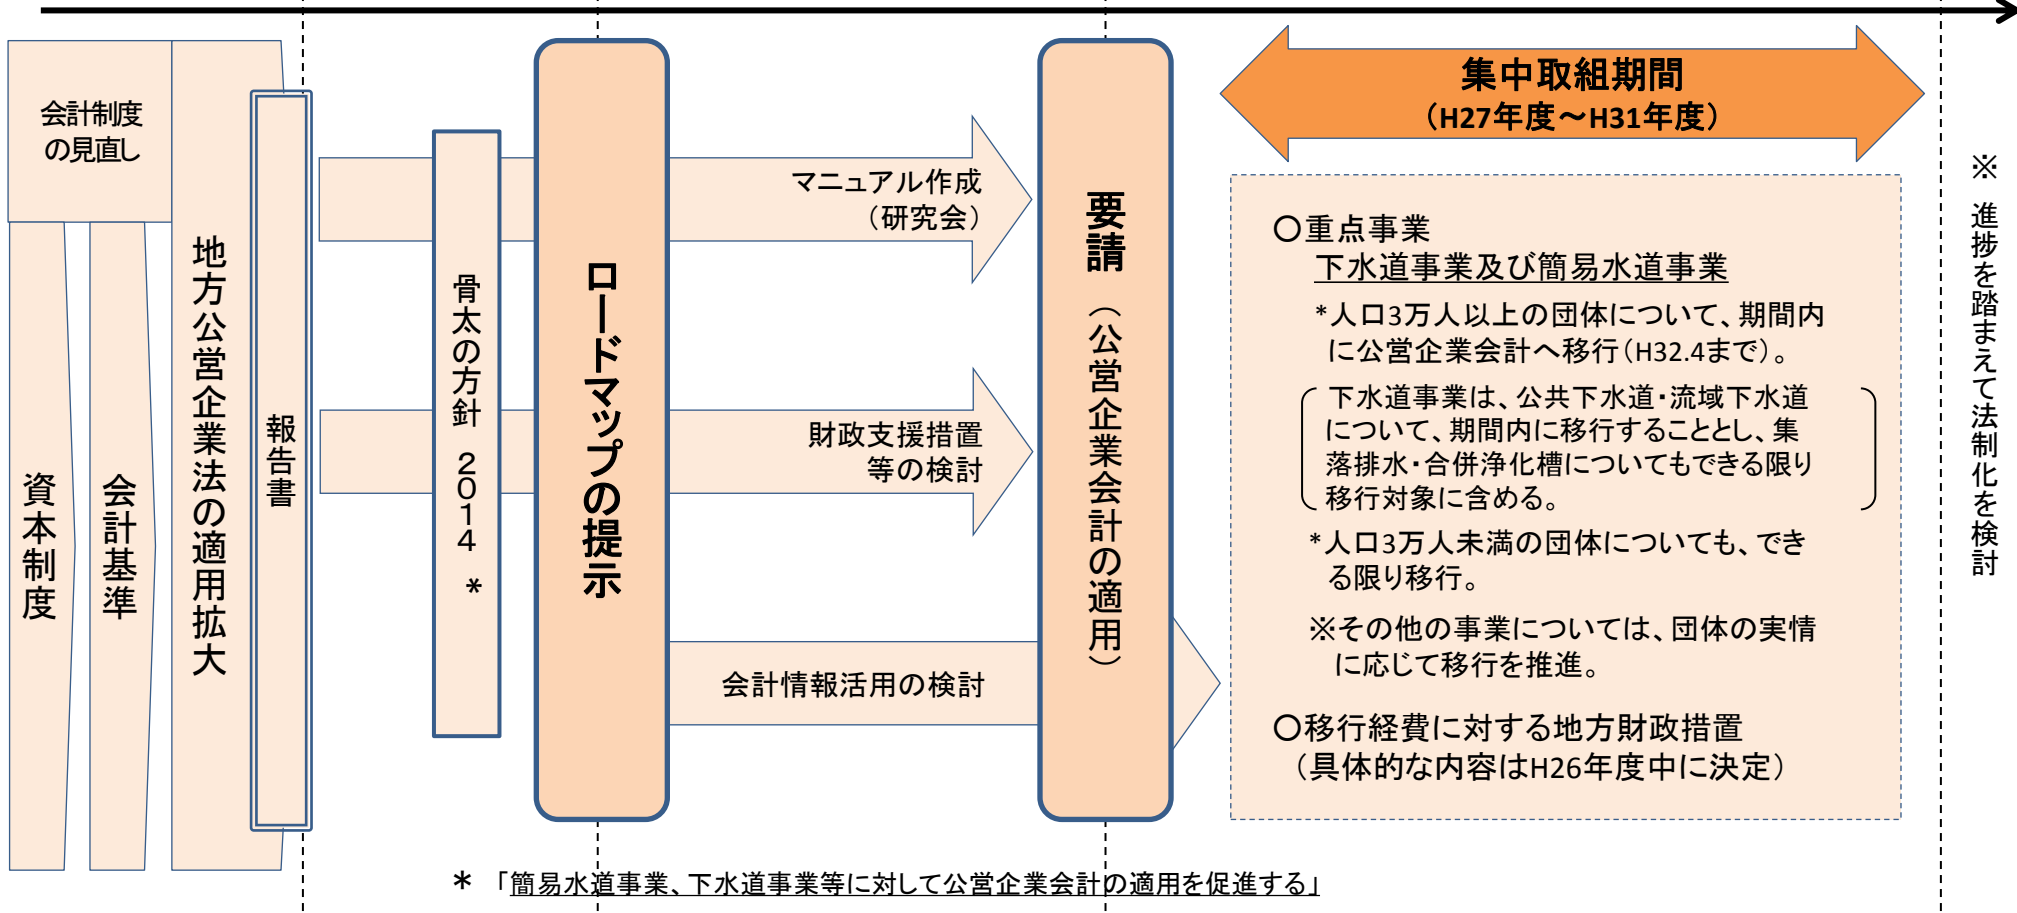 会計制度
の見直し
資本制度
会計基準
地方公営企業法の適用拡大
報告書
骨太の方針 2014 *
ロードマップの提示
マニュアル作成
（研究会）
財政支援措置
等の検討
会計情報活用の検討
要請（公営企業会計の適用）
集中取組期間
（H27年度～H31年度）
○重点事業
下水道事業及び簡易水道事業
*人口3万人以上の団体について、期間内
に公営企業会計へ移行（H32.4まで）。
下水道事業は、公共下水道・流域下水道
について、期間内に移行することとし、集
落排水・合併浄化槽についてもできる限り
移行対象に含める。
*人口3万人未満の団体についても、でき
る限り移行。
※その他の事業については、団体の実情
に応じて移行を推進。
○移行経費に対する地方財政措置
（具体的な内容はH26年度中に決定）
※ 進捗を踏まえて法制化を検討
* 「簡易水道事業、下水道事業等に対して公営企業会計の適用を促進する」